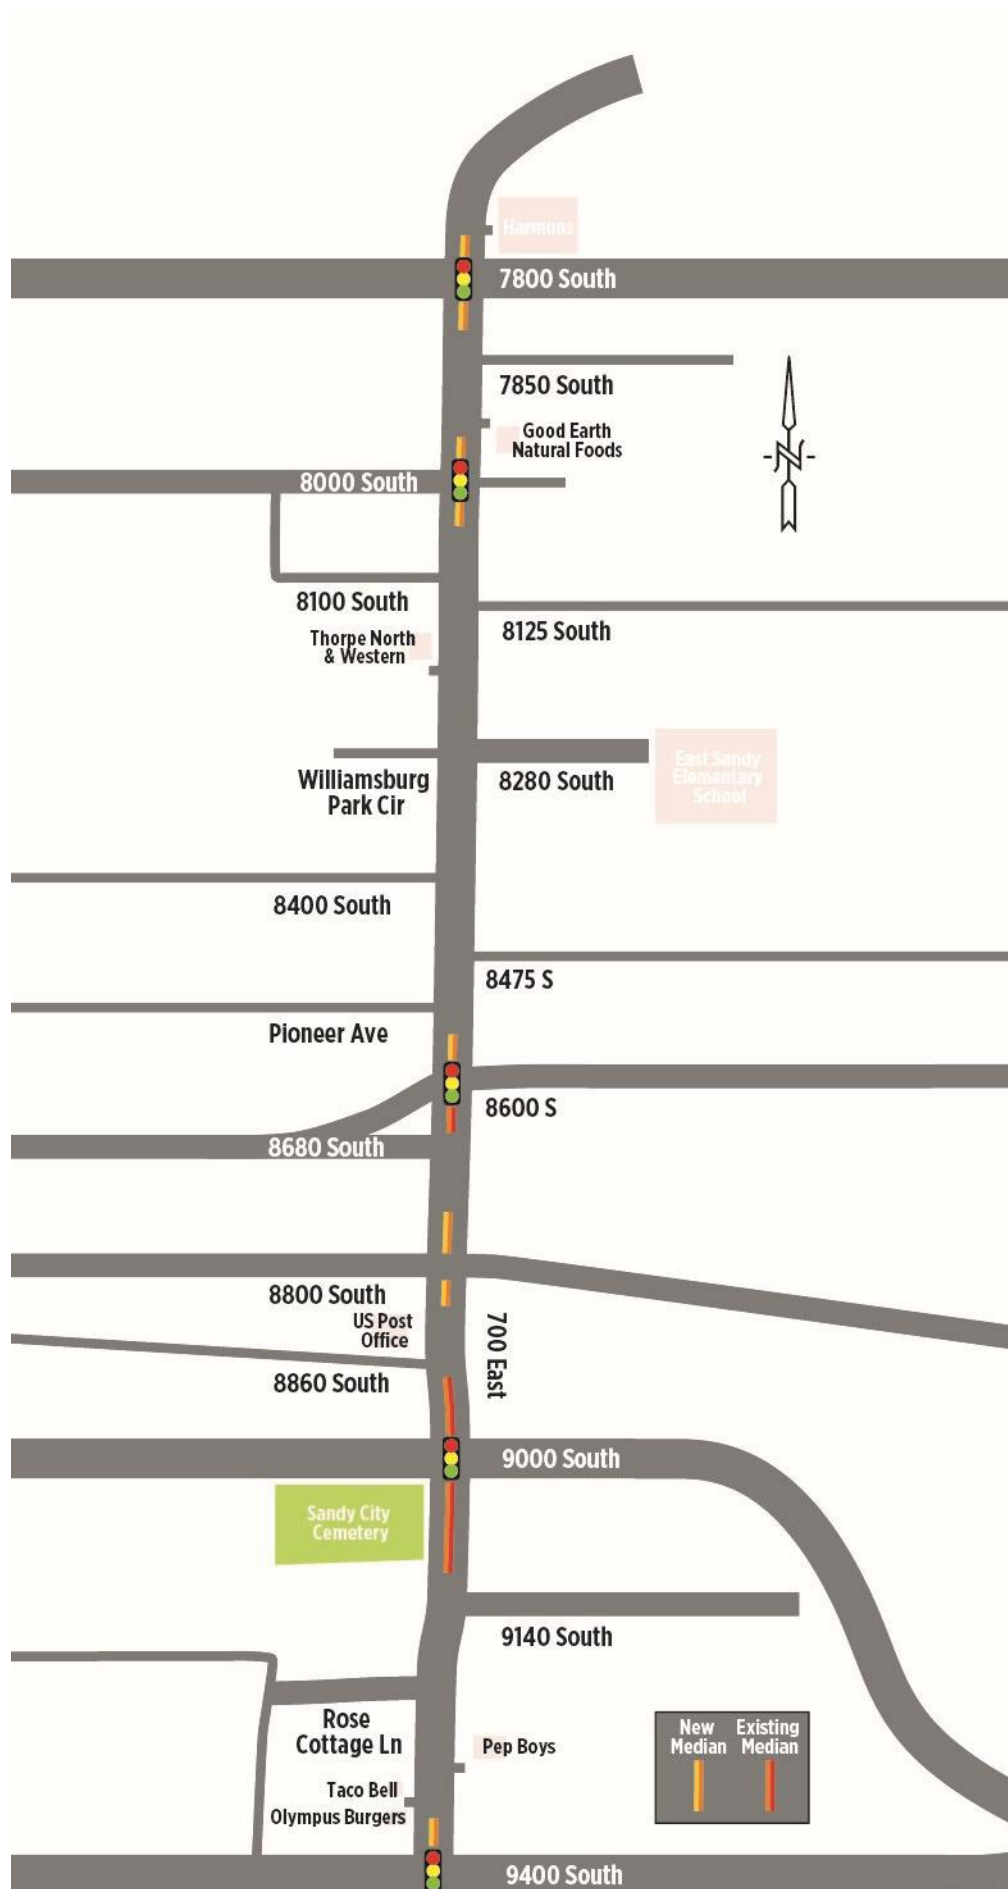 Harmons
7800 South
7850 South
Good Earth
Natural Foods
8000 South
8100 South
8125 South
Thorpe North
& Western
N
East Sandy
Elementary
School
Williamsburg
Park Cir
8280 South
8400 South
8475 S
Pioneer Ave
8600 S
8680 South
8800 South
US Post
Office
700 East
8860 South
9000 South
Sandy City
Cemetery
9140 South
Rose
Cottage Ln
New
Median
Existing
Median
Pep Boys
Taco Bell
Olympus Burgers
9400 South